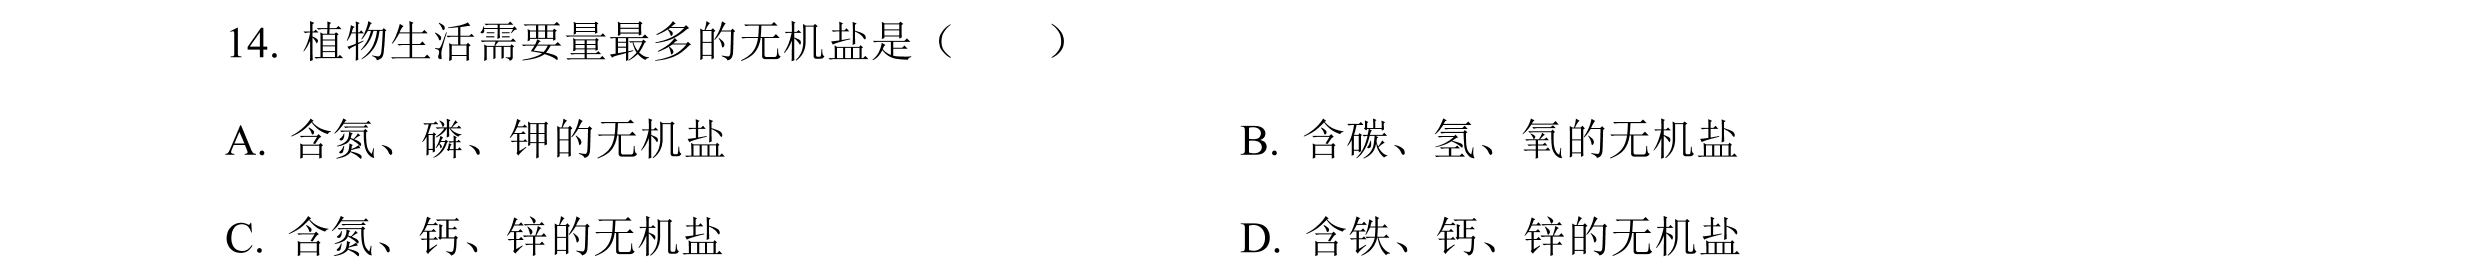 14. 植物生活需要量最多的无机盐是（　　）
A. 含氮、磷、钾的无机盐 B. 含碳、氢、氧的无机盐
C. 含氮、钙、锌的无机盐 D. 含铁、钙、锌的无机盐